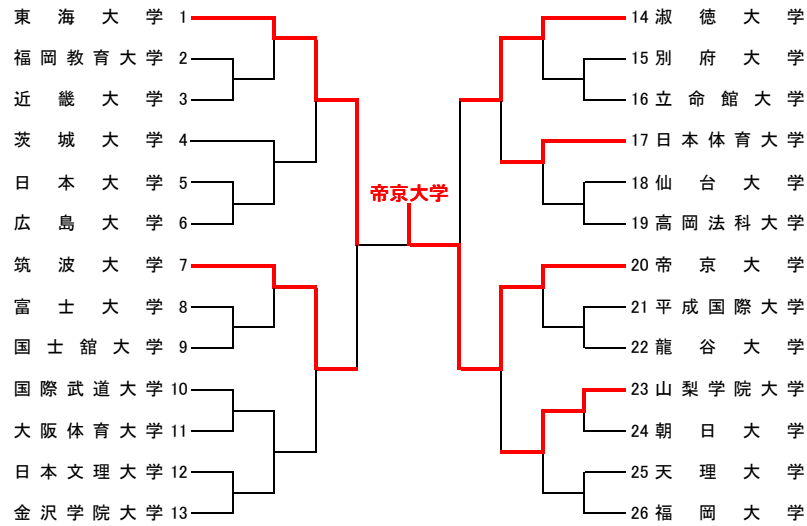 東海大学 1
福岡教育大学 2
近畿大学 3
茨城大学 4
日本大学 5
広島大学 6
筑波大学 7
富士大学 8
国士舘大学 9
国際武道大学 10
大阪体育大学 11
日本文理大学 12
金沢学院大学 13
帝京大学
14 淑徳大学
15 別府大学
16 立命館大学
17 日本体育大学
18 仙台大学
19 高岡法科大学
20 帝京大学
21 平成国際大学
22 龍谷大学
23 山梨学院大学
24 朝日大学
25 天理大学
26 福岡大学